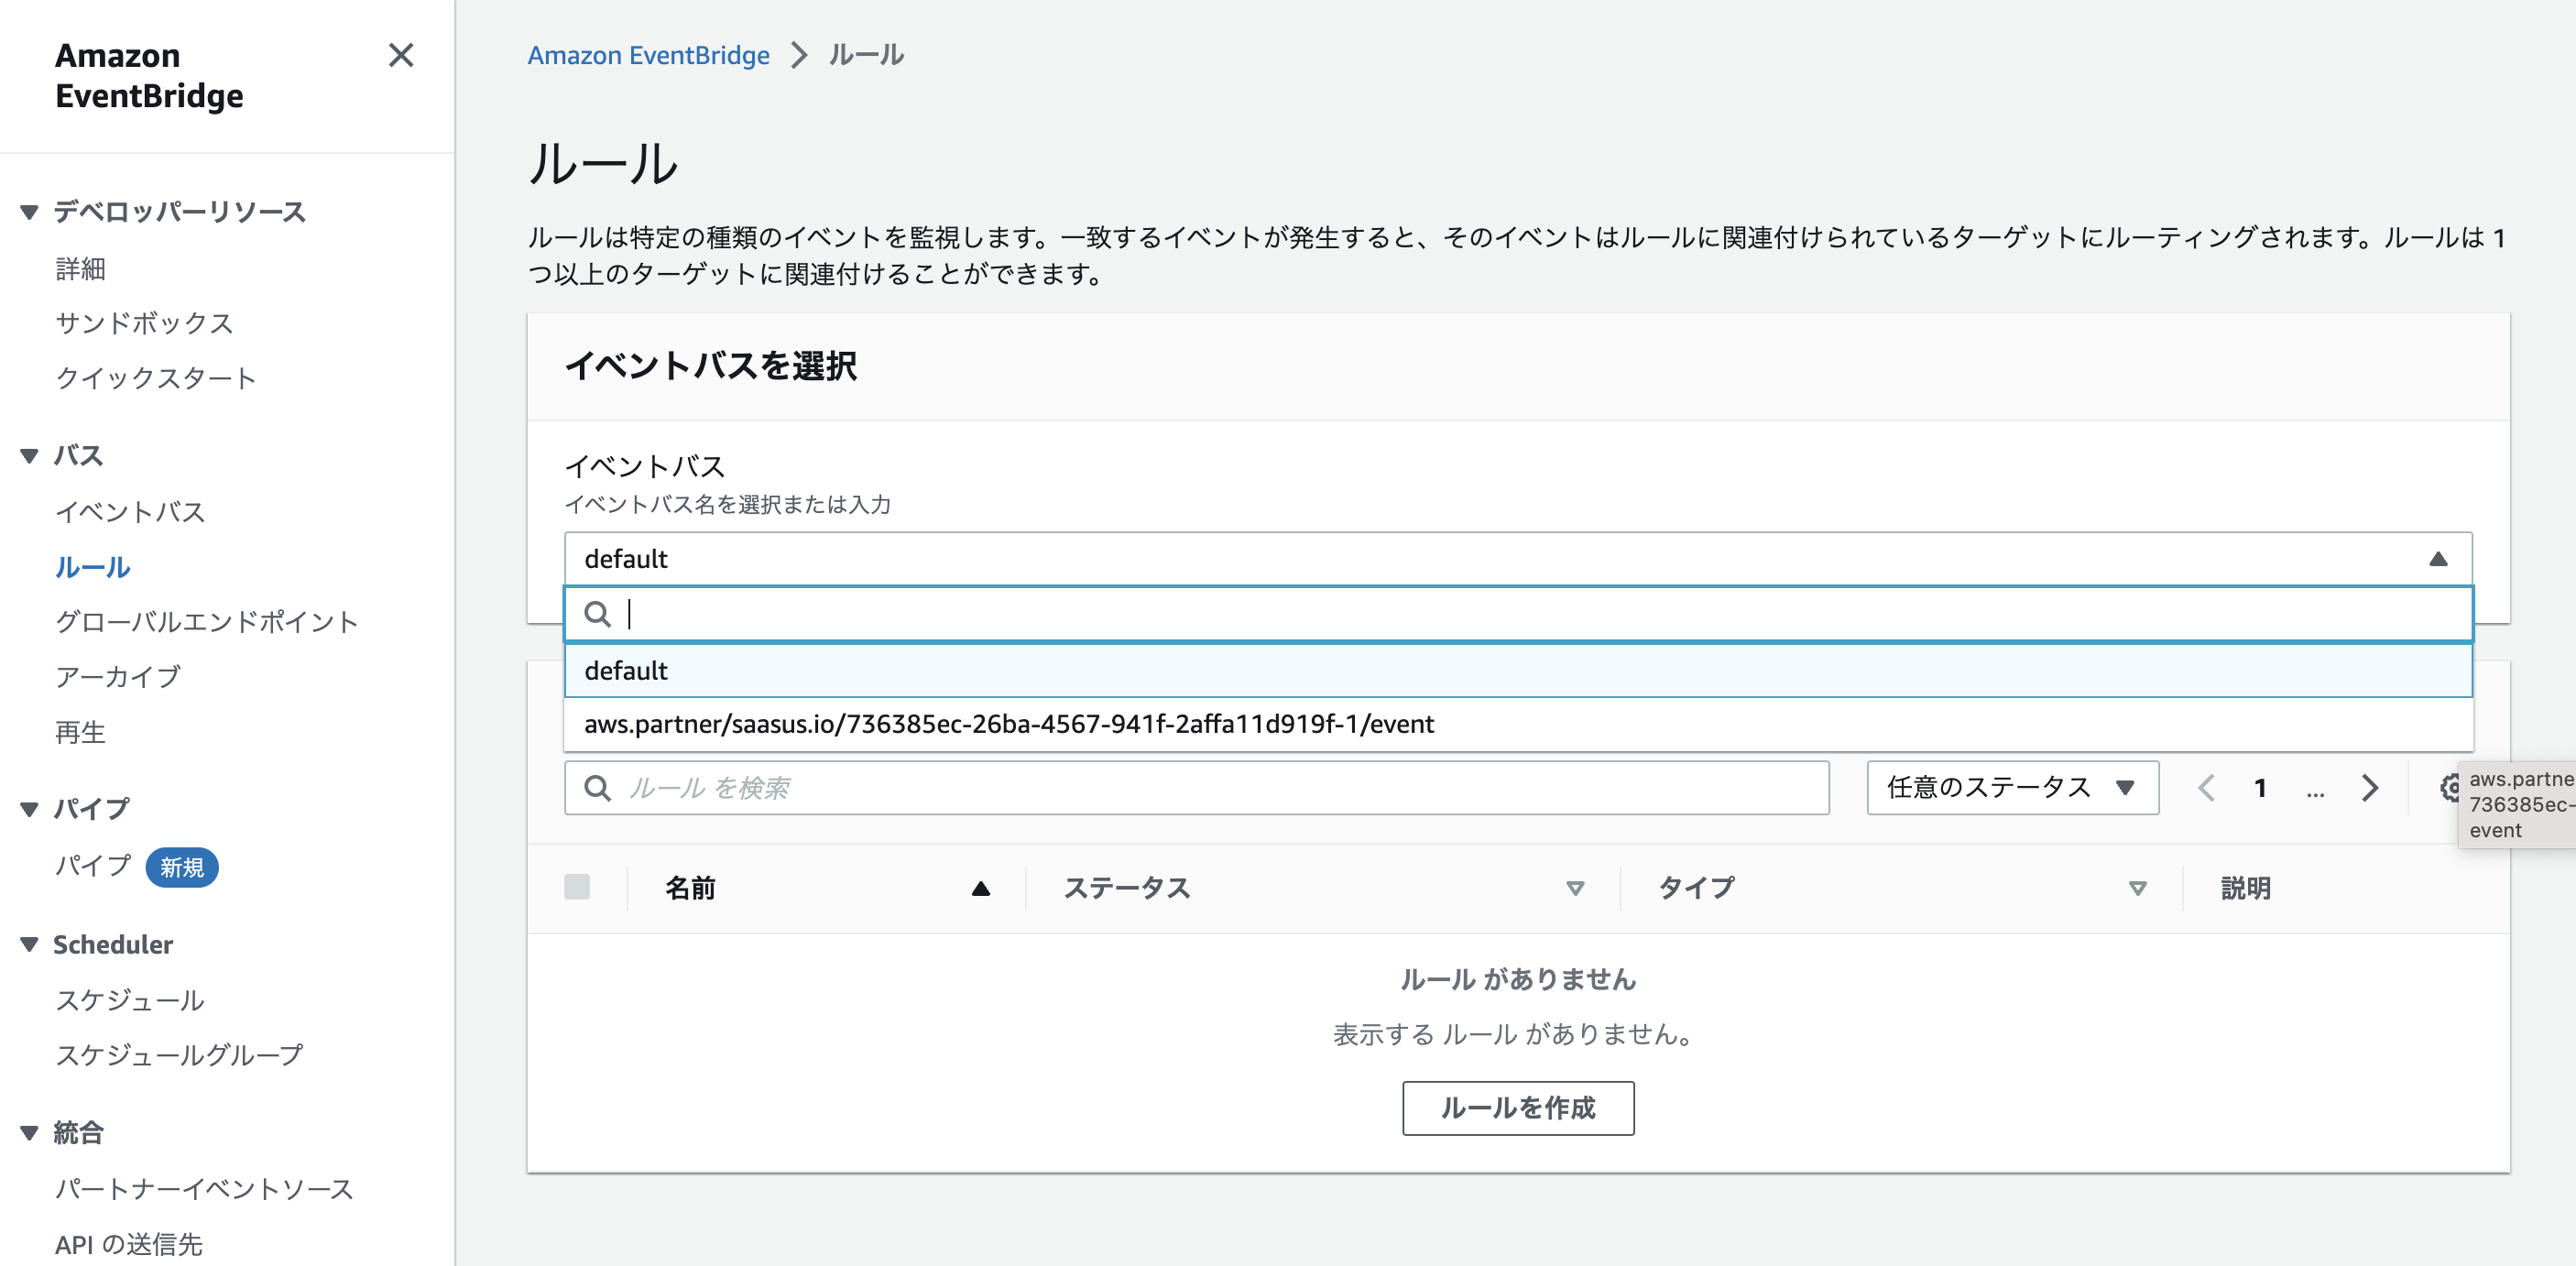 Amazon
EventBridge
デベロッパーリソース
詳細
サンドボックス
クイックスタート
バス
イベントバス
ルール
グローバルエンドポイント
アーカイブ
再生
パイプ
パイプ 新規
Scheduler
スケジュール
スケジュールグループ
統合
パートナーイベントソース
API の送信先
Amazon EventBridge ルール
ルール
ルールは特定の種類のイベントを監視します。一致するイベントが発生すると、そのイベントはルールに関連付けられているターゲットにルーティングされます。ルールは 1
つ以上のターゲットに関連付けることができます。
イベントバスを選択
イベントバス
イベントバス名を選択または入力
default
default
aws.partner/saasus.io/736385ec-26ba-4567-941f-2affa11d919f-1/event
ルール を検索 任意のステータス 1 ...
aws.partne
736385ec-
event
名前 ステータス タイプ 説明
ルール がありません
表示する ルール がありません。
ルールを作成